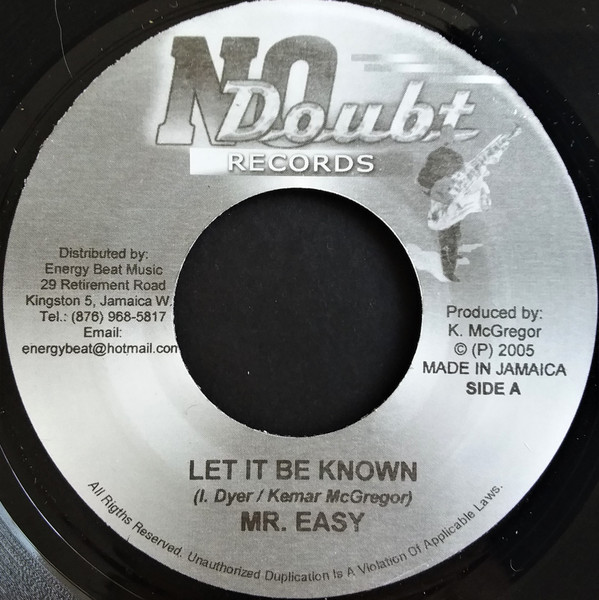 NO
Doubt
RECORDS
Distributed by:
Energy Beat Music
29 Retirement Road
Kingston 5, Jamaica W.
Tel.: (876) 968-5817
Email:
energybeat@hotmail.com
Produced by:
K. McGregor
© (P) 2005
MADE IN JAMAICA
SIDE A
LET IT BE KNOWN
(I. Dyer / Kemar McGregor)
MR. EASY
All Rigths Reserved. Unauthorized Duplication Is A Violation Of Applicable Laws.